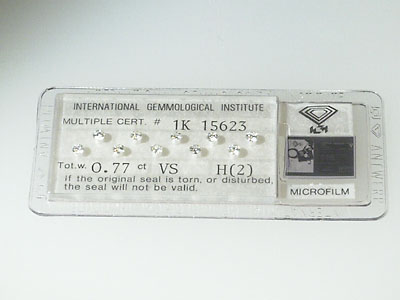 INTERNATIONAL GEMMOLOGICAL INSTITUTE
MULTIPLE CERT. # 1K 15623
Tot.w. 0.77 ct VS H(2)
If the original seal is torn, or disturbed,
the seal will not be valid.
MICROFILM